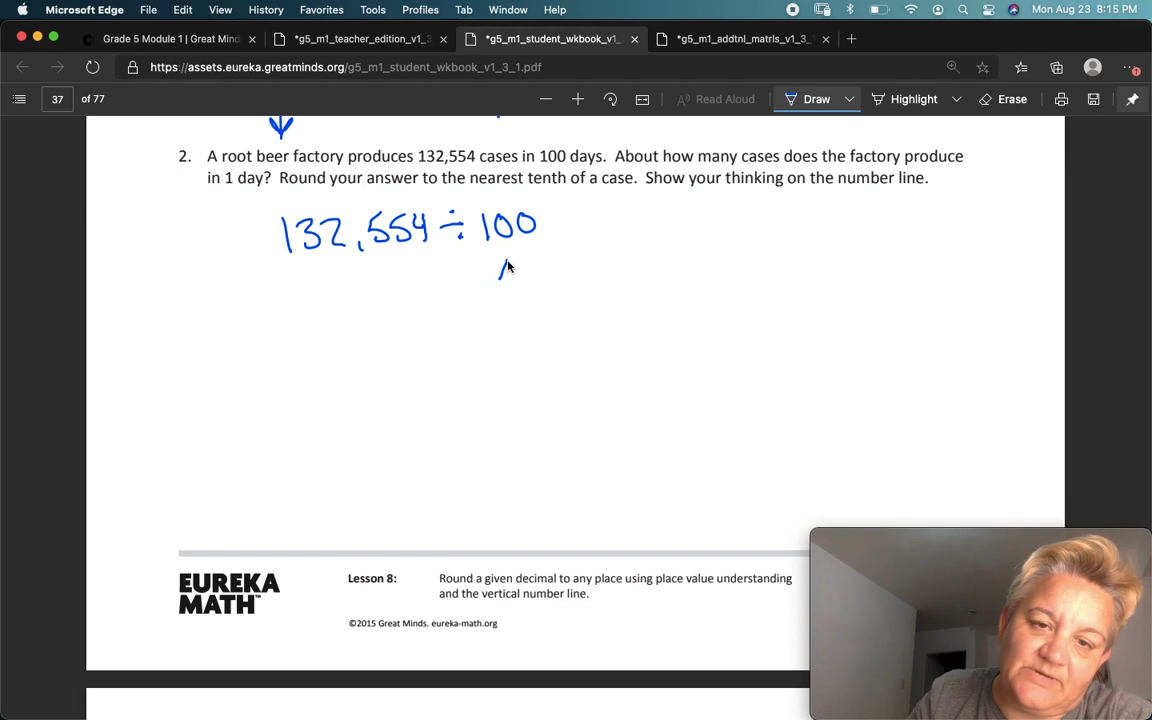 Microsoft Edge File Edit View History Favorites Tools Profiles Tab Window Help Mon Aug 23 8:15 PM
Grade 5 Module 1 | Great Mind *g5_m1_teacher_edition_v1_3 *g5_m1_student_wkbook_v1_ *g5_m1_addtnl_matrls_v1_3_
https://assets.eureka.greatminds.org/g5_m1_student_wkbook_v1_3_1.pdf
37 of 77 Read Aloud Draw Highlight Erase
2. A root beer factory produces 132,554 cases in 100 days. About how many cases does the factory produce
in 1 day? Round your answer to the nearest tenth of a case. Show your thinking on the number line.
132,554 ÷ 100
EUREKA
MATH™
Lesson 8: Round a given decimal to any place using place value understanding
and the vertical number line.
©2015 Great Minds. eureka-math.org